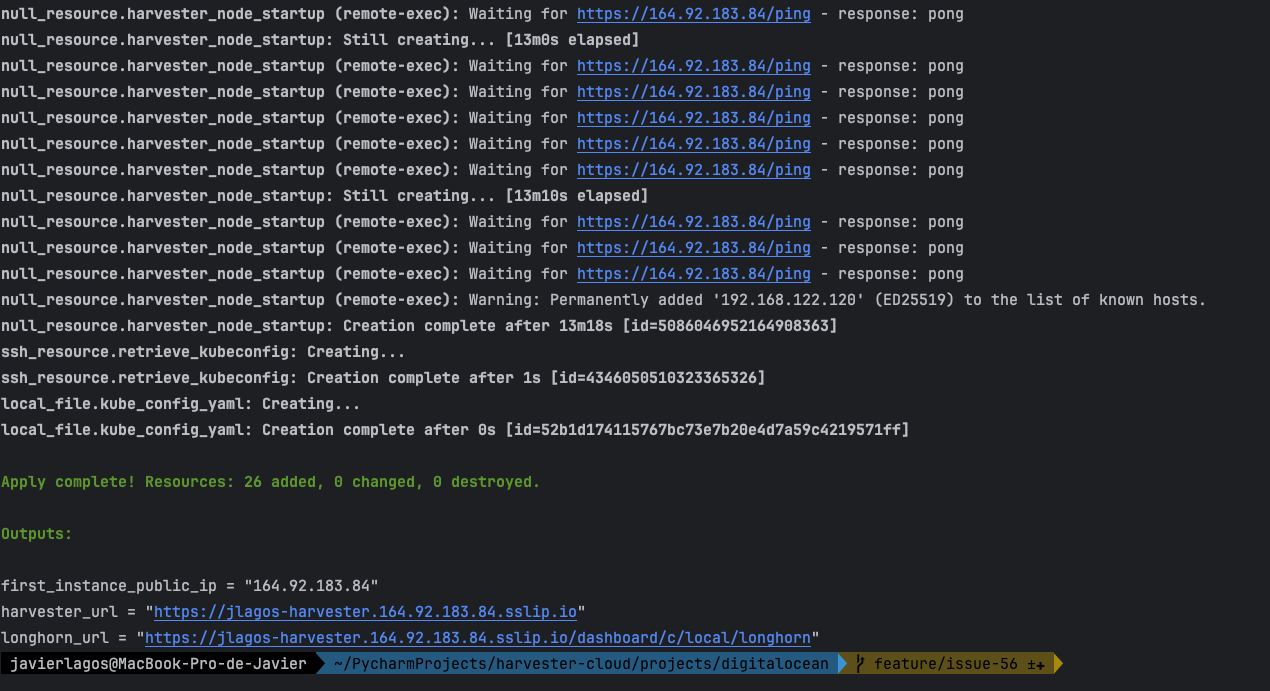 null_resource.harvester_node_startup (remote-exec): Waiting for https://164.92.183.84/ping - response: pong
null_resource.harvester_node_startup: Still creating... [13m0s elapsed]
null_resource.harvester_node_startup (remote-exec): Waiting for https://164.92.183.84/ping - response: pong
null_resource.harvester_node_startup (remote-exec): Waiting for https://164.92.183.84/ping - response: pong
null_resource.harvester_node_startup (remote-exec): Waiting for https://164.92.183.84/ping - response: pong
null_resource.harvester_node_startup (remote-exec): Waiting for https://164.92.183.84/ping - response: pong
null_resource.harvester_node_startup (remote-exec): Waiting for https://164.92.183.84/ping - response: pong
null_resource.harvester_node_startup: Still creating... [13m10s elapsed]
null_resource.harvester_node_startup (remote-exec): Waiting for https://164.92.183.84/ping - response: pong
null_resource.harvester_node_startup (remote-exec): Waiting for https://164.92.183.84/ping - response: pong
null_resource.harvester_node_startup (remote-exec): Waiting for https://164.92.183.84/ping - response: pong
null_resource.harvester_node_startup (remote-exec): Warning: Permanently added '192.168.122.120' (ED25519) to the list of known hosts.
null_resource.harvester_node_startup: Creation complete after 13m18s [id=5086046952164908363]
ssh_resource.retrieve_kubeconfig: Creating...
ssh_resource.retrieve_kubeconfig: Creation complete after 1s [id=4346050510323365326]
local_file.kube_config_yaml: Creating...
local_file.kube_config_yaml: Creation complete after 0s [id=52b1d174115767bc73e7b20e4d7a59c4219571ff]
Apply complete! Resources: 26 added, 0 changed, 0 destroyed.
Outputs:
first_instance_public_ip = "164.92.183.84"
harvester_url = "https://jlagos-harvester.164.92.183.84.sslip.io"
longhorn_url = "https://jlagos-harvester.164.92.183.84.sslip.io/dashboard/c/local/longhorn"
javierlagos@MacBook-Pro-de-Javier ~/PycharmProjects/harvester-cloud/projects/digitalocean feature/issue-56 ±+